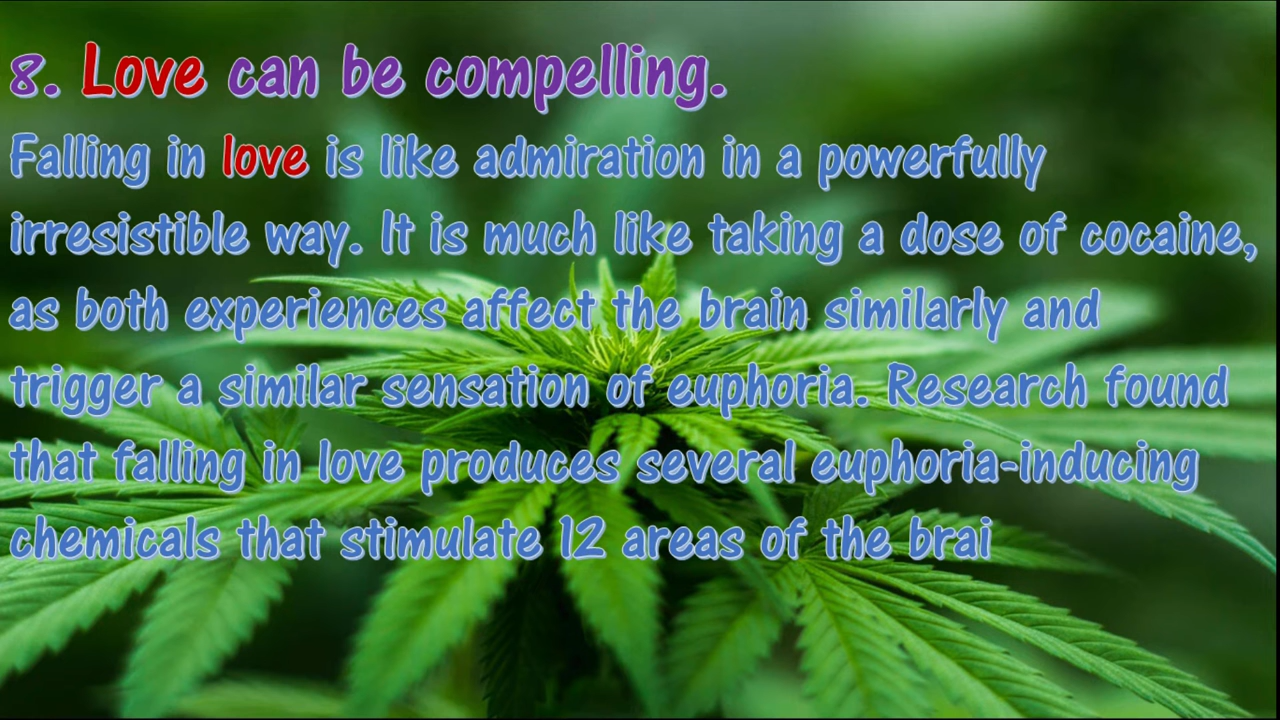 8. Love can be compelling.
Falling in love is like admiration in a powerfully
irresistible way. It is much like taking a dose of cocaine,
as both experiences affect the brain similarly and
trigger a similar sensation of euphoria. Research found
that falling in love produces several euphoria-inducing
chemicals that stimulate 12 areas of the brai